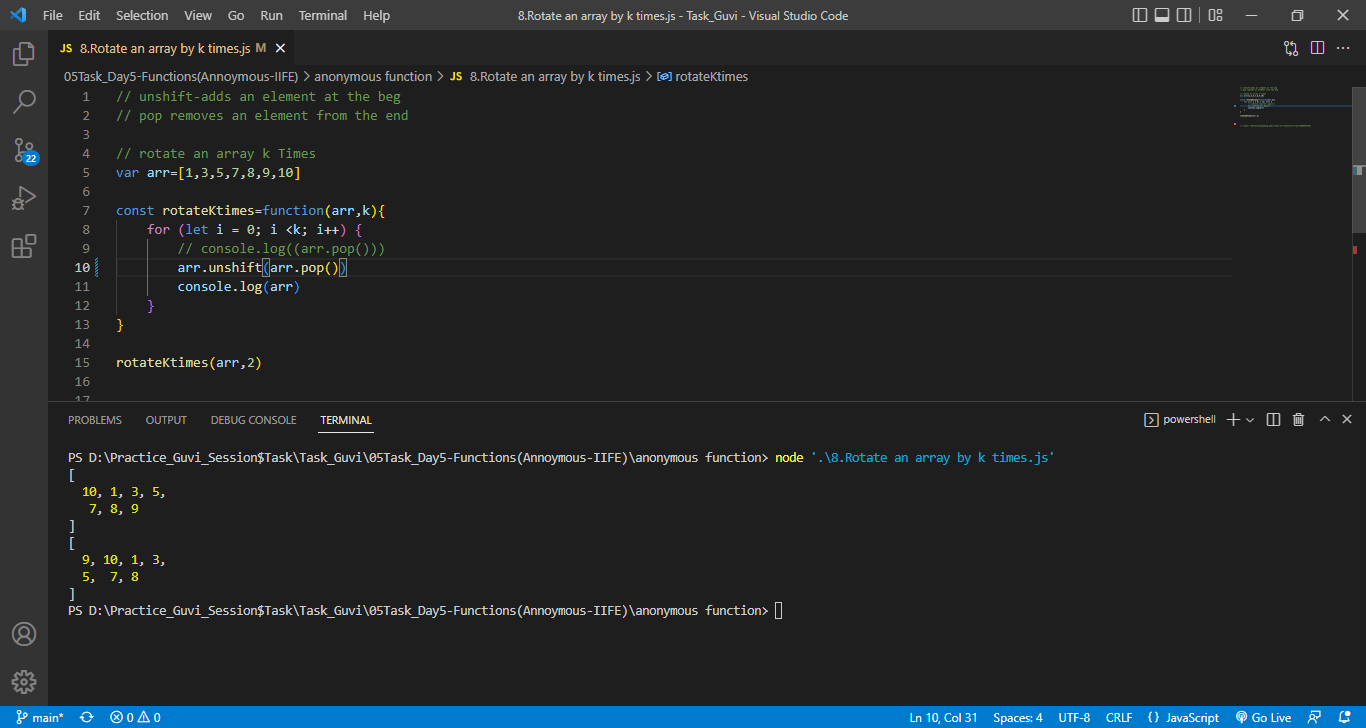 File Edit Selection View Go Run Terminal Help 8.Rotate an array by k times.js - Task_Guvi - Visual Studio Code
JS 8.Rotate an array by k times.js M
05Task_Day5-Functions(Annoymous-IIFE) > anonymous function > JS 8.Rotate an array by k times.js > rotateKtimes
1 // unshift-adds an element at the beg
2 // pop removes an element from the end
3
4 // rotate an array k Times
5 var arr=[1,3,5,7,8,9,10]
6
7 const rotateKtimes=function(arr,k){
8 for (let i = 0; i <k; i++) {
9 // console.log((arr.pop()))
10 arr.unshift(arr.pop())
11 console.log(arr)
12 }
13 }
14
15 rotateKtimes(arr,2)
16
17
22
PROBLEMS OUTPUT DEBUG CONSOLE TERMINAL powershell
PS D:\Practice_Guvi_Session$Task\Task_Guvi\05Task_Day5-Functions(Annoymous-IIFE)\anonymous function> node '.\8.Rotate an array by k times.js'
[
10, 1, 3, 5,
7, 8, 9
]
[
9, 10, 1, 3,
5, 7, 8
]
PS D:\Practice_Guvi_Session$Task\Task_Guvi\05Task_Day5-Functions(Annoymous-IIFE)\anonymous function>
main* 0 0 Ln 10, Col 31 Spaces: 4 UTF-8 CRLF {} JavaScript Go Live